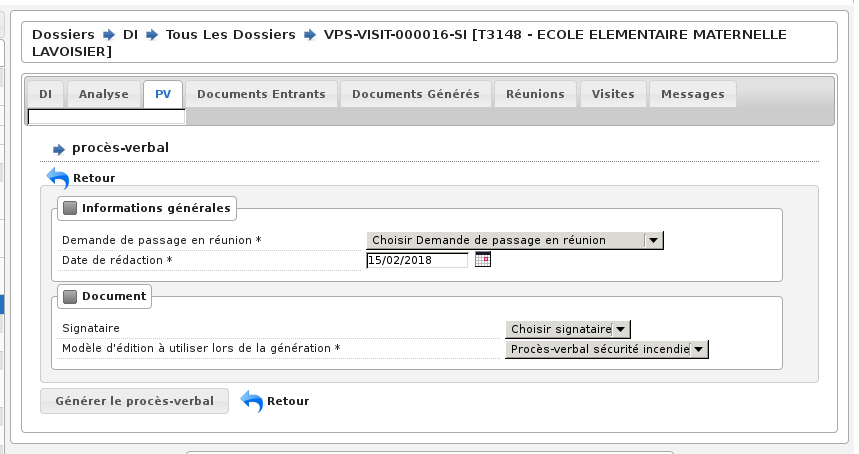 Dossiers DI Tous Les Dossiers VPS-VISIT-000016-SI [T3148 - ECOLE ELEMENTAIRE MATERNELLE
LAVOISIER]
DI Analyse PV Documents Entrants Documents Générés Réunions Visites Messages
procès-verbal
Retour
Informations générales
Demande de passage en réunion * Choisir Demande de passage en réunion
Date de rédaction * 15/02/2018
Document
Signataire Choisir signataire
Modèle d'édition à utiliser lors de la génération * Procès-verbal sécurité incendie
Générer le procès-verbal Retour